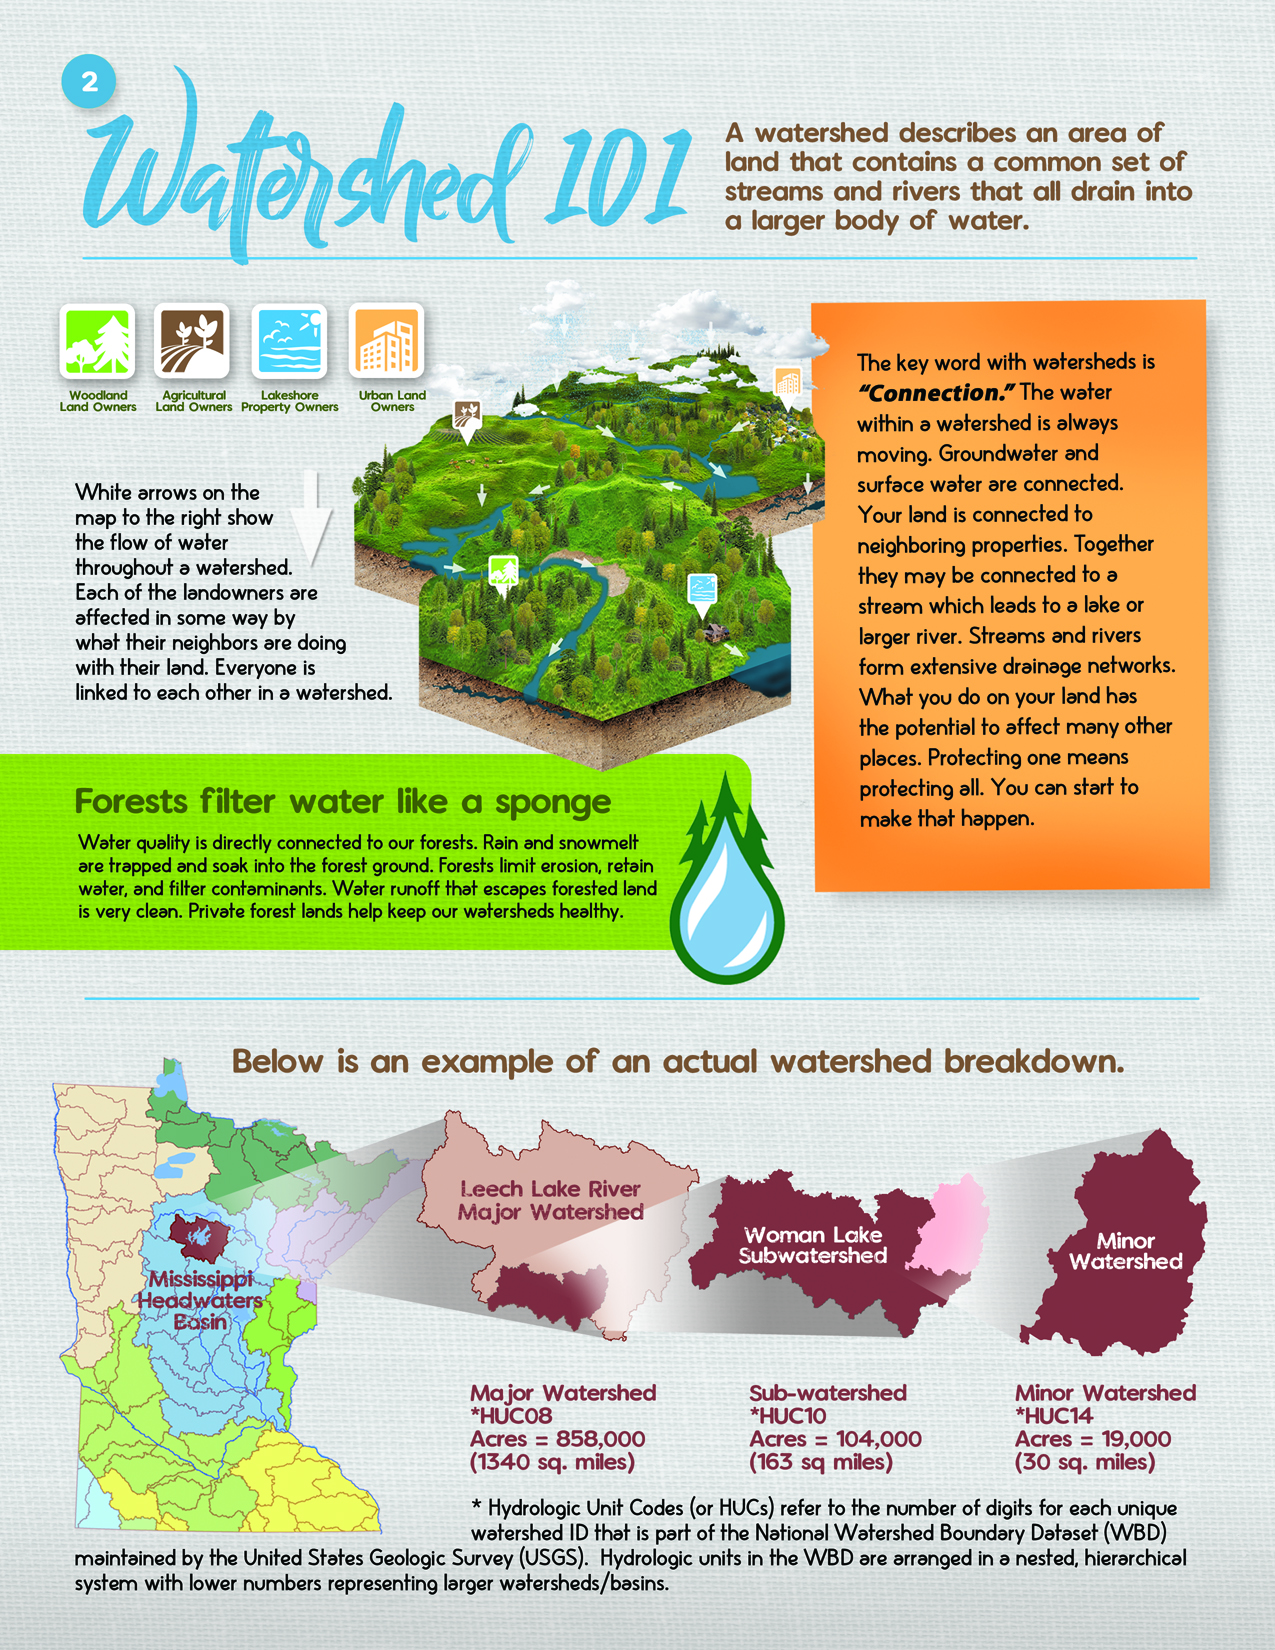 2
Watershed 101
A watershed describes an area of
land that contains a common set of
streams and rivers that all drain into
a larger body of water.
Woodland
Land Owners
Agricultural
Land Owners
Lakeshore
Property Owners
Urban Land
Owners
White arrows on the
map to the right show
the flow of water
throughout a watershed.
Each of the landowners are
affected in some way by
what their neighbors are doing
with their land. Everyone is
linked to each other in a watershed.
The key word with watersheds is
“Connection.” The water
within a watershed is always
moving. Groundwater and
surface water are connected.
Your land is connected to
neighboring properties. Together
they may be connected to a
stream which leads to a lake or
larger river. Streams and rivers
form extensive drainage networks.
What you do on your land has
the potential to affect many other
places. Protecting one means
protecting all. You can start to
make that happen.
Forests filter water like a sponge
Water quality is directly connected to our forests. Rain and snowmelt
are trapped and soak into the forest ground. Forests limit erosion, retain
water, and filter contaminants. Water runoff that escapes forested land
is very clean. Private forest lands help keep our watersheds healthy.
Below is an example of an actual watershed breakdown.
Mississippi
Headwaters
Basin
Leech Lake River
Major Watershed
Woman Lake
Subwatershed
Minor
Watershed
Major Watershed
*HUC08
Acres = 858,000
(1340 sq. miles)
Sub-watershed
*HUC10
Acres = 104,000
(163 sq miles)
Minor Watershed
*HUC14
Acres = 19,000
(30 sq. miles)
* Hydrologic Unit Codes (or HUCs) refer to the number of digits for each unique
watershed ID that is part of the National Watershed Boundary Dataset (WBD)
maintained by the United States Geologic Survey (USGS).  Hydrologic units in the WBD are arranged in a nested, hierarchical
system with lower numbers representing larger watersheds/basins.